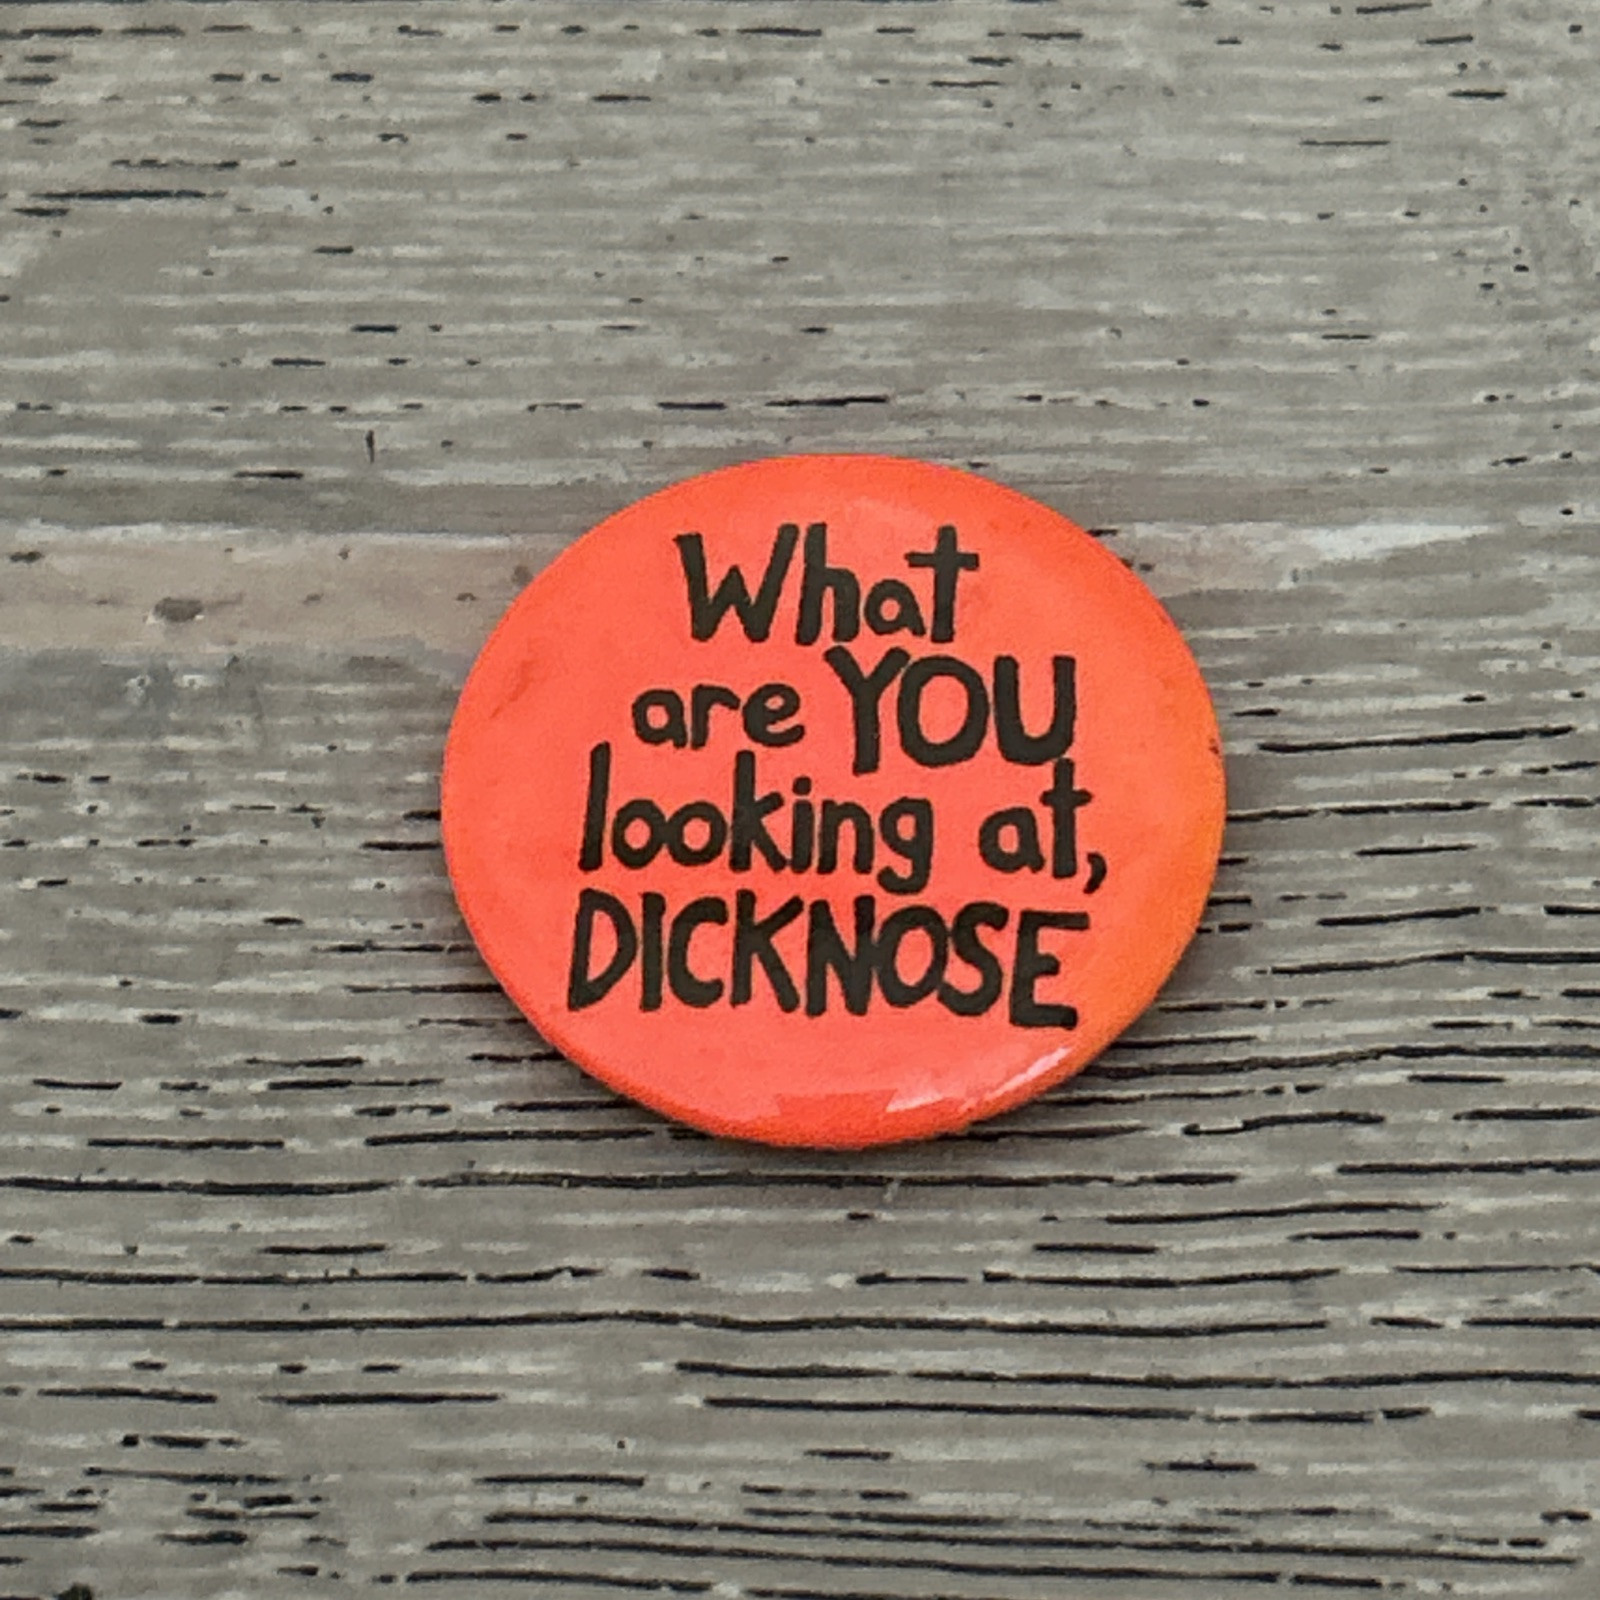 What
are YOU
looking at,
DICKNOSE